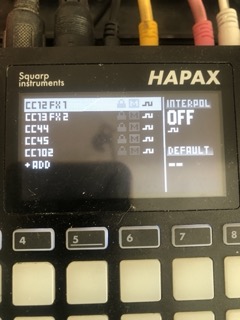 Squarp
instruments
HAPAX
CC12 FX 1
CC13 FX 2
CC44
CC45
CC102
+ADD
INTERPOL
OFF
DEFAULT
--
4
5
6
7
8